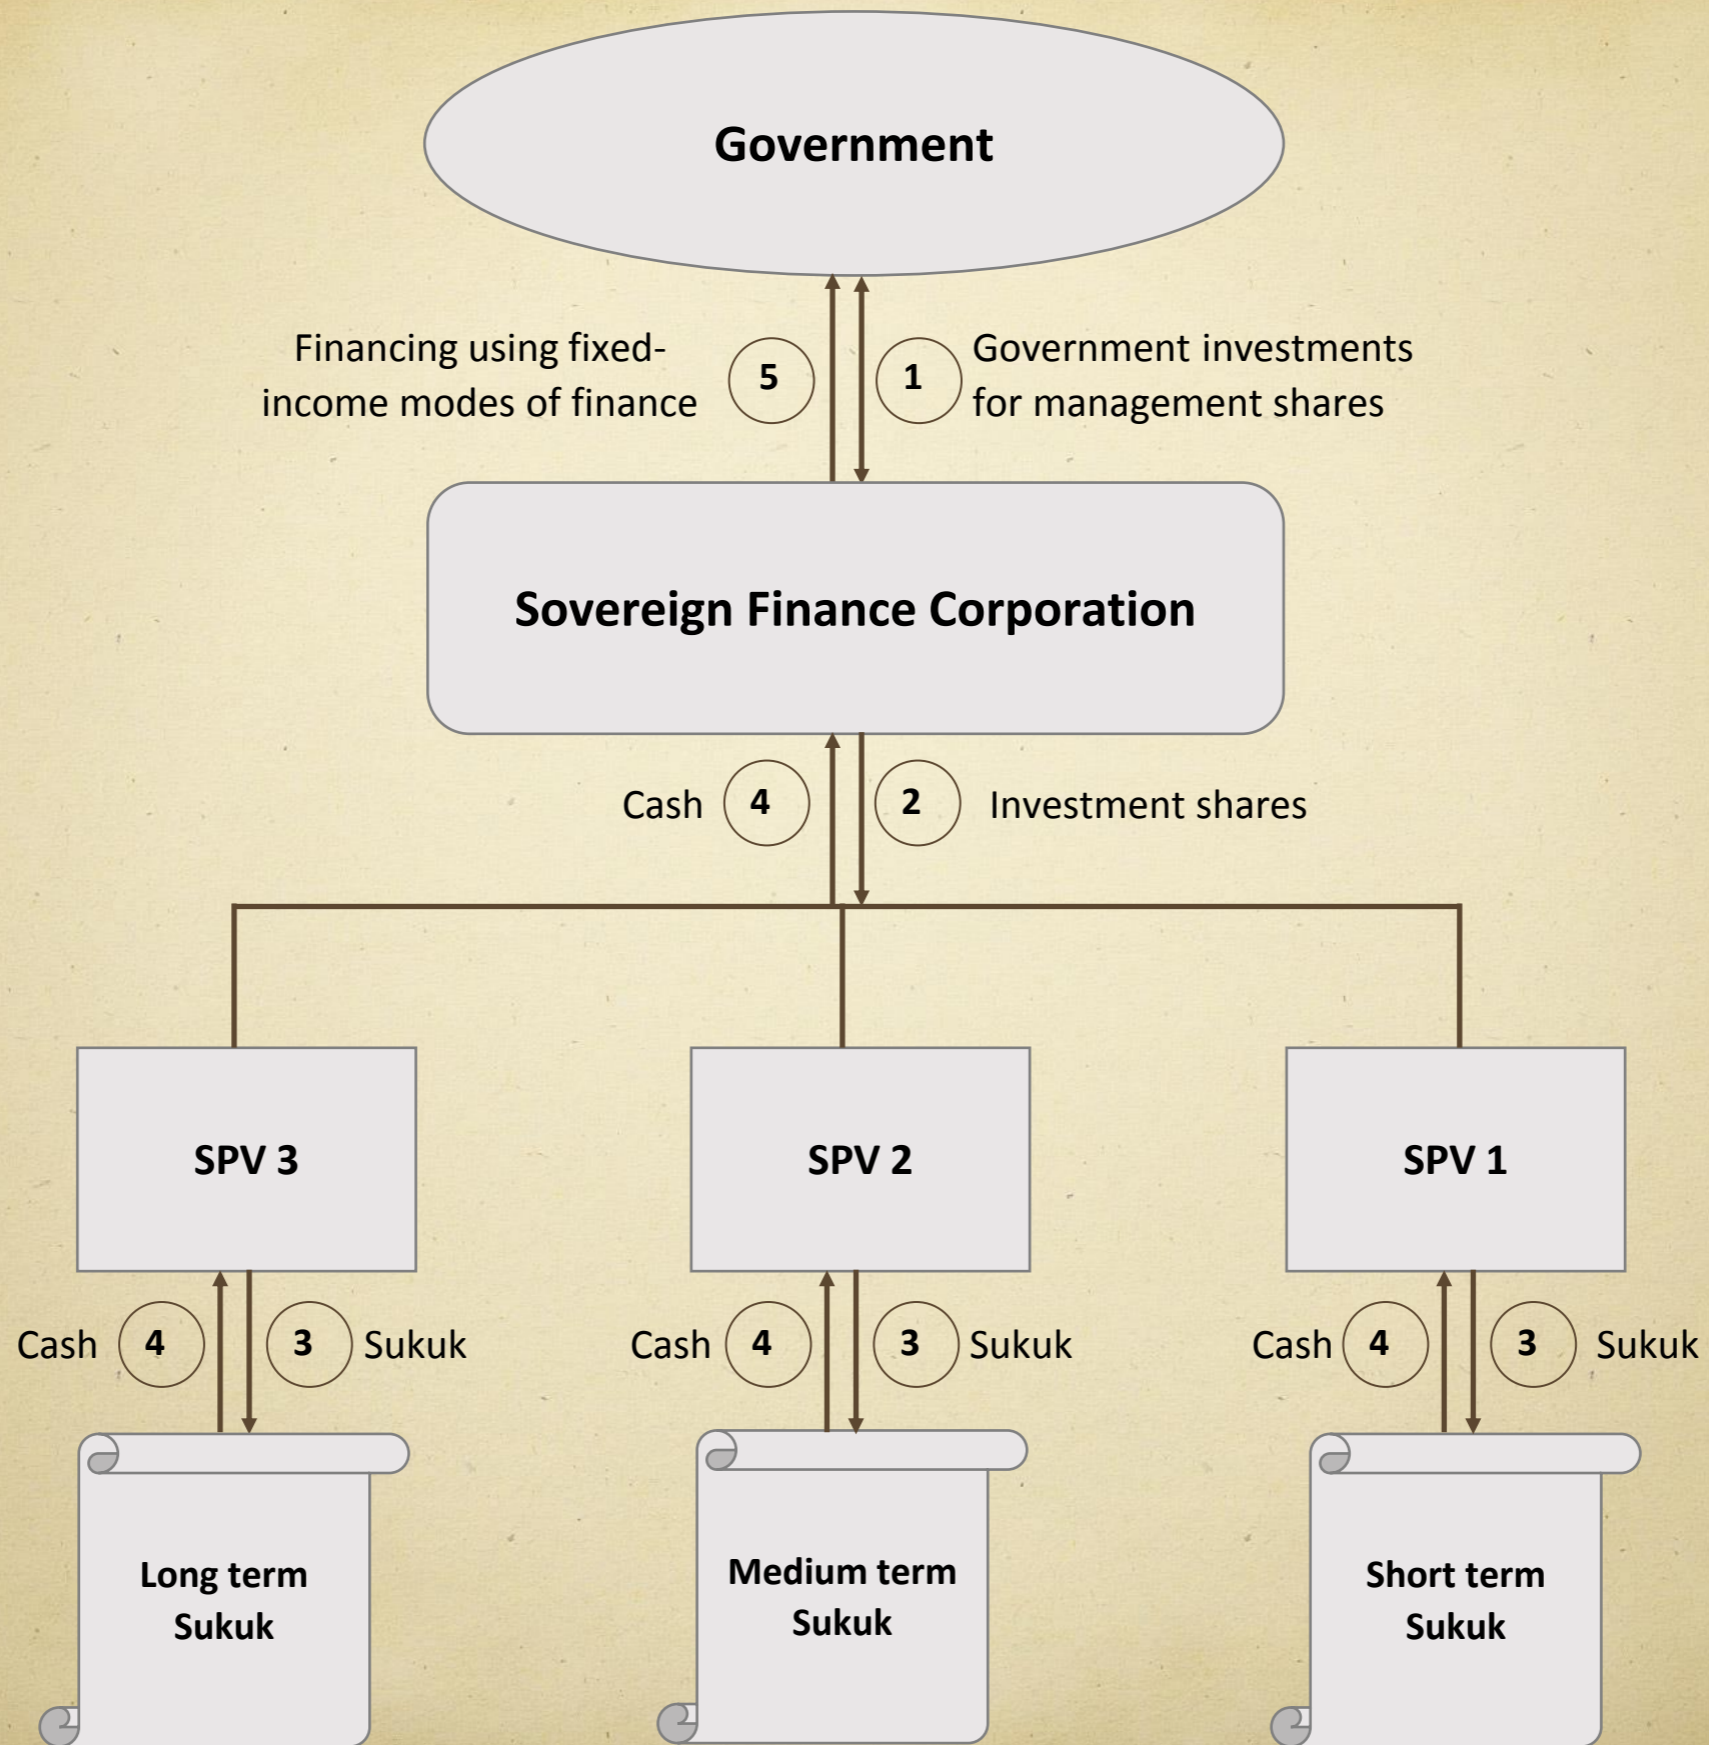 Government
Financing using fixed-
income modes of finance
5
1
Government investments
for management shares
Sovereign Finance Corporation
Cash
4
2
Investment shares
SPV 3
SPV 2
SPV 1
Cash
4
3
Sukuk
Cash
4
3
Sukuk
Cash
4
3
Sukuk
Long term
Sukuk
Medium term
Sukuk
Short term
Sukuk